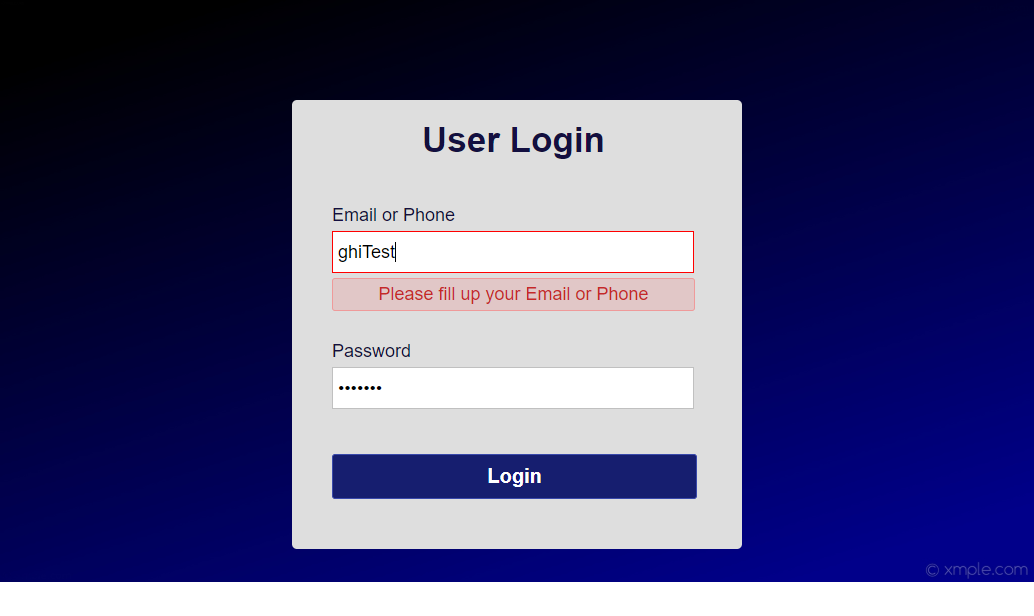 User Login
Email or Phone
ghiTest
Please fill up your Email or Phone
Password
•••••••
Login
© xmple.com